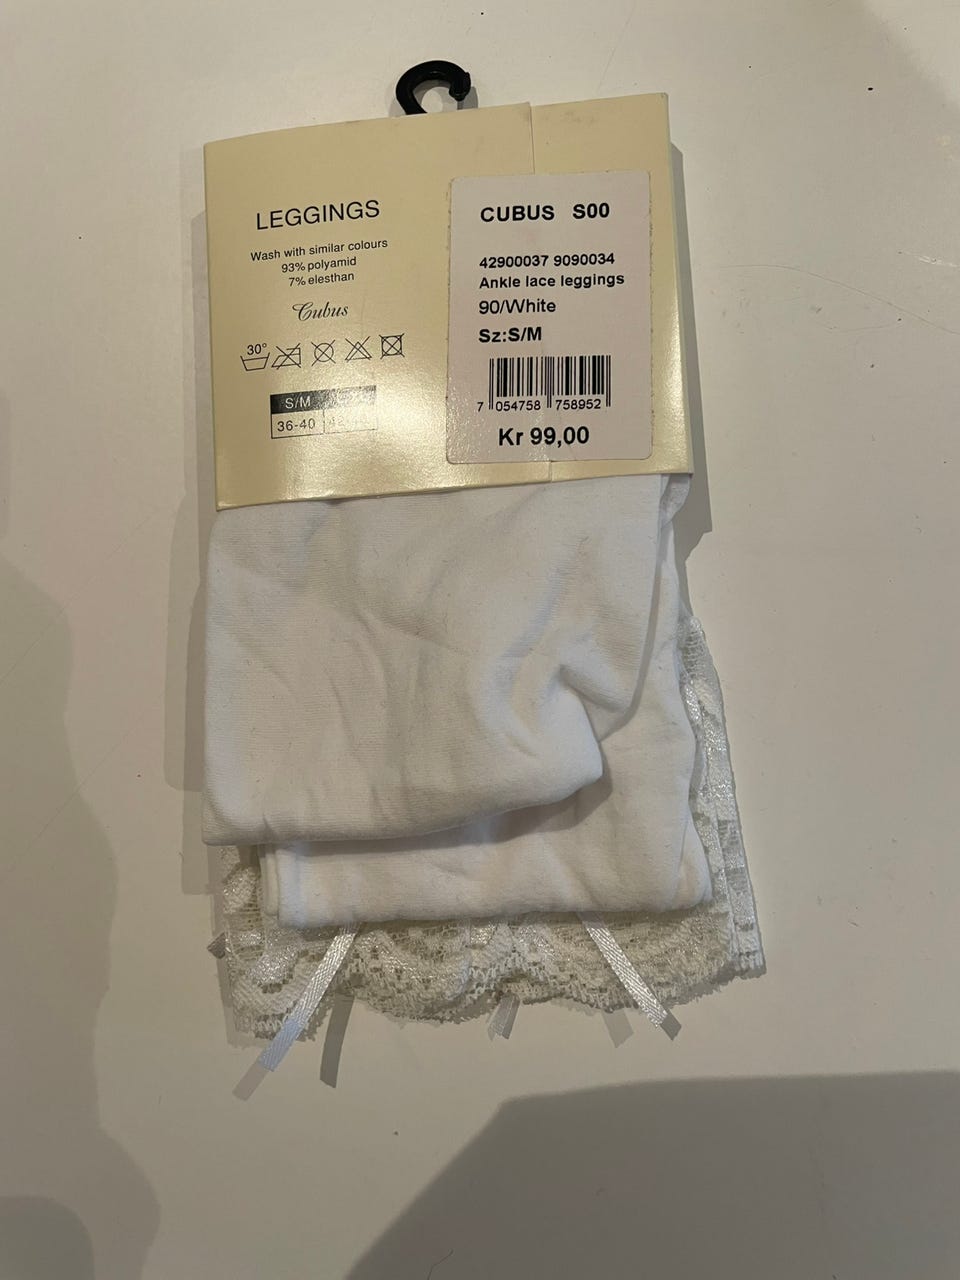 LEGGINGS
Wash with similar colours
93% polyamid
7% elesthan
Cubus
30°
S/M
36-40
CUBUS S00
42900037 9090034
Ankle lace leggings
90/White
Sz:S/M
7 054758 758952
Kr 99,00